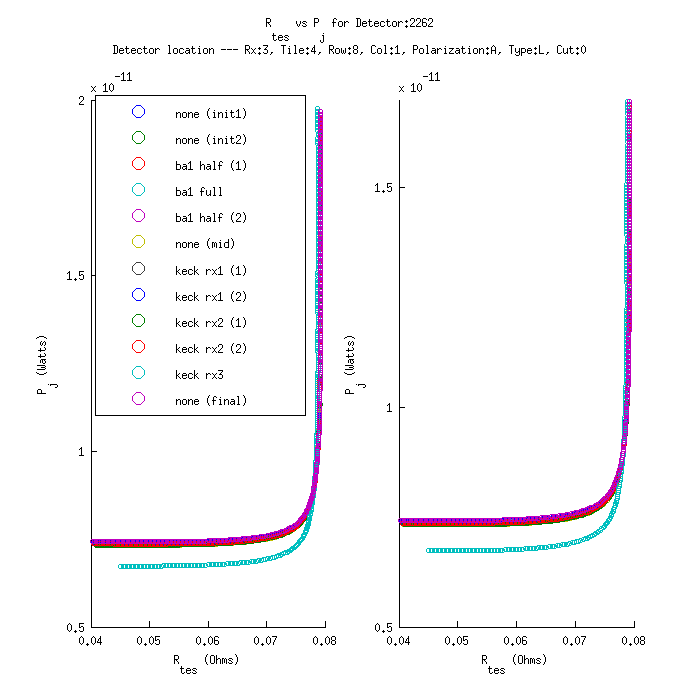 R tes vs P j for Detector:2262
Detector location --- Rx:3, Tile:4, Row:8, Col:1, Polarization:A, Type:L, Cut:0
x 10 -11
2
1.5
1
0.5
0.04 0.05 0.06 0.07 0.08
P j (Watts)
R tes (Ohms)
none (init1)
none (init2)
ba1 half (1)
ba1 full
ba1 half (2)
none (mid)
keck rx1 (1)
keck rx1 (2)
keck rx2 (1)
keck rx2 (2)
keck rx3
none (final)
x 10 -11
1.5
1
0.5
0.04 0.05 0.06 0.07 0.08
P j (Watts)
R tes (Ohms)